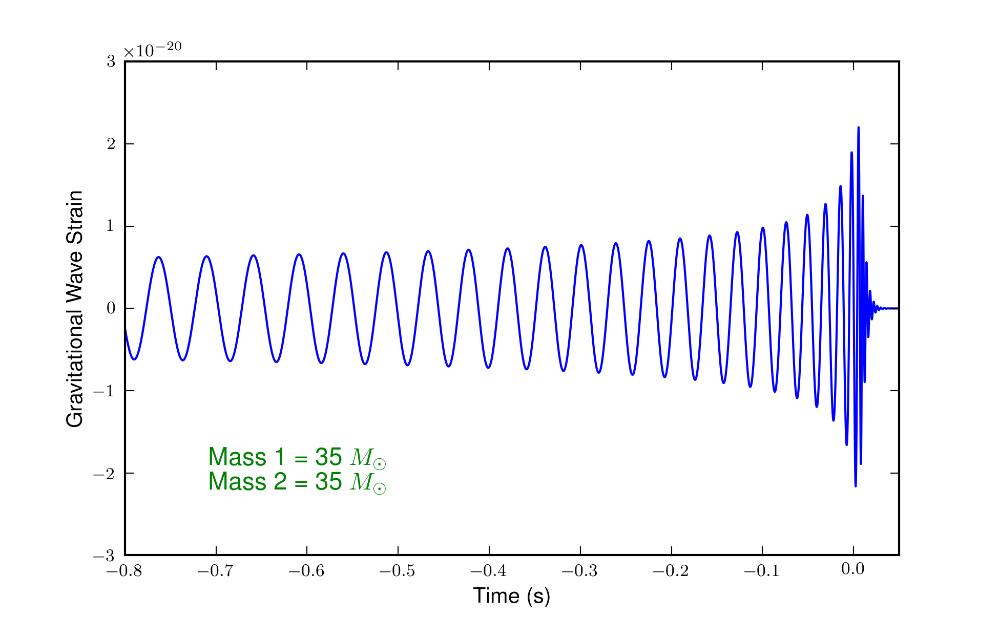 ×10⁻²⁰
3
2
1
0
−1
−2
−3
Gravitational Wave Strain
Mass 1 = 35 M☉
Mass 2 = 35 M☉
−0.8 −0.7 −0.6 −0.5 −0.4 −0.3 −0.2 −0.1 0.0
Time (s)